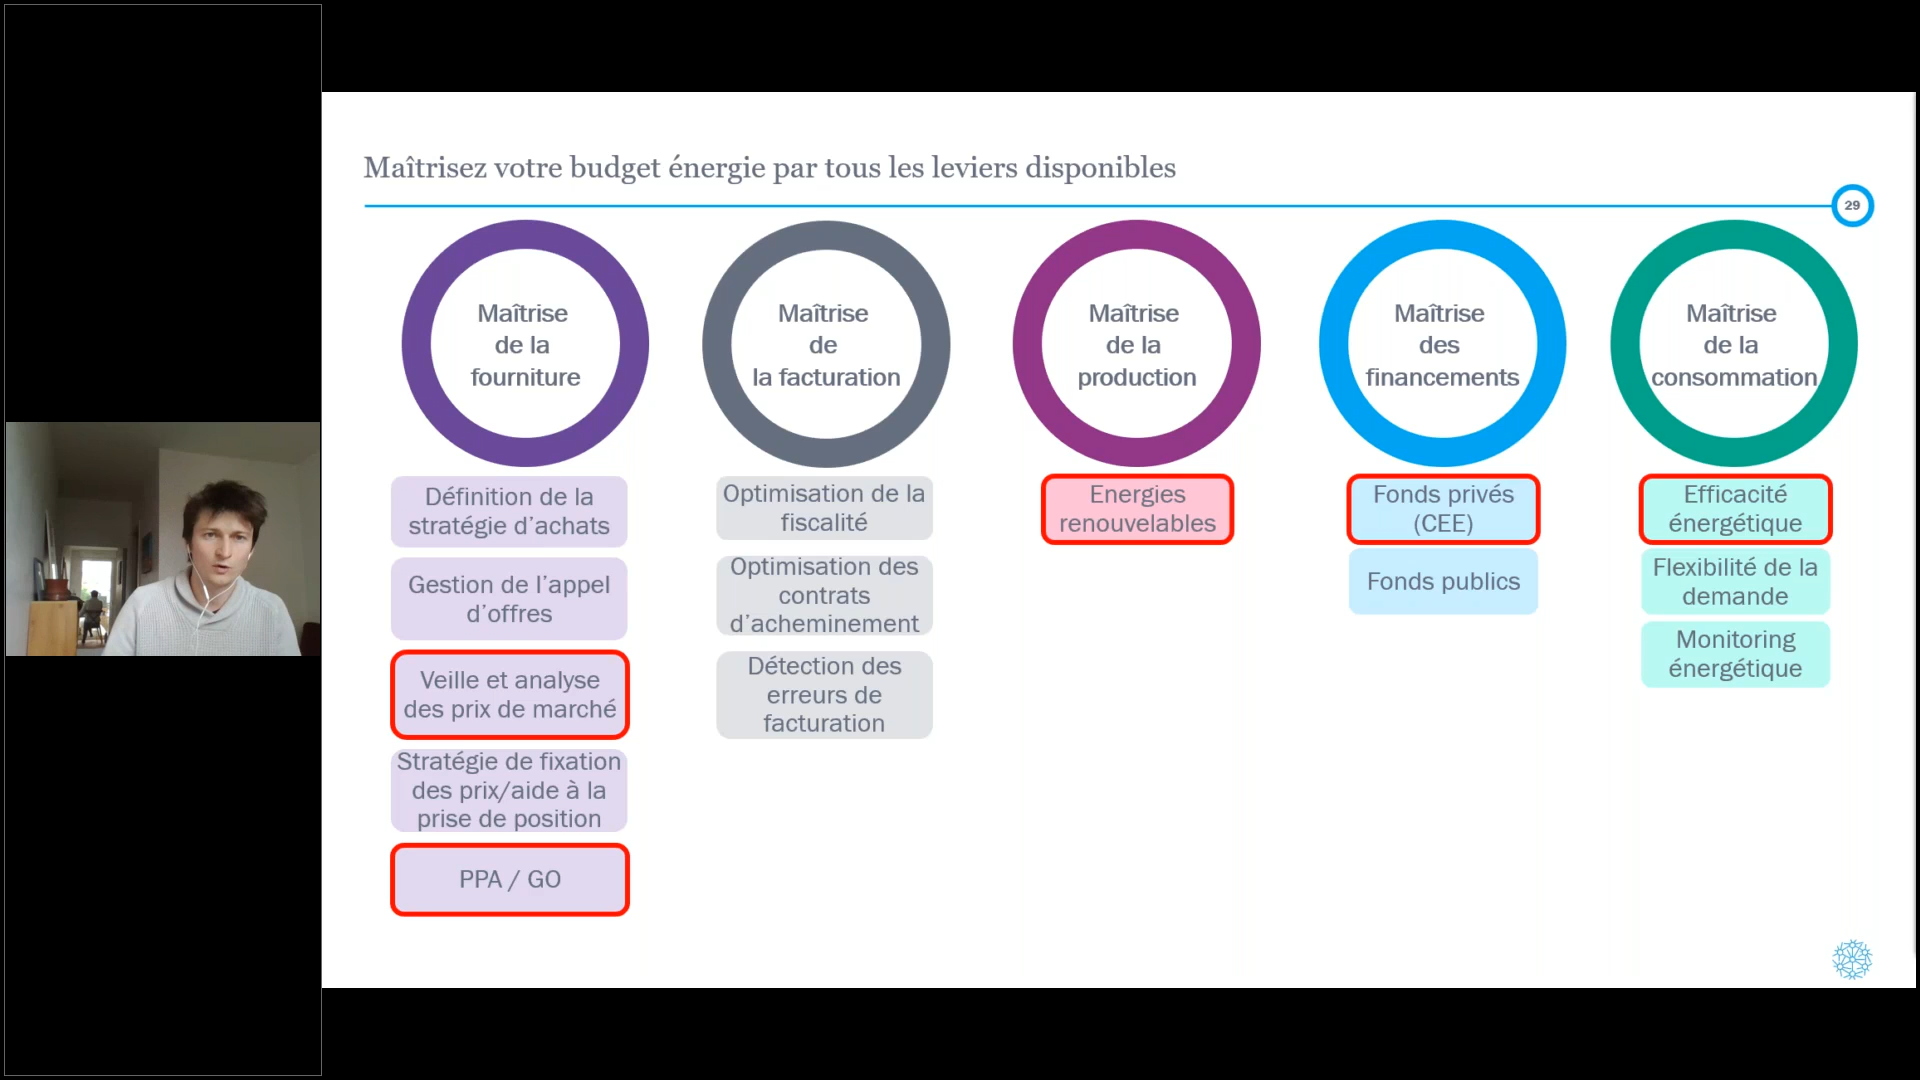 Maîtrisez votre budget énergie par tous les leviers disponibles
29
Maîtrise
de la
fourniture
Définition de la
stratégie d’achats
Gestion de l’appel
d’offres
Veille et analyse
des prix de marché
Stratégie de fixation
des prix/aide à la
prise de position
PPA / GO
Maîtrise
de
la facturation
Optimisation de la
fiscalité
Optimisation des
contrats
d’acheminement
Détection des
erreurs de
facturation
Maîtrise
de la
production
Energies
renouvelables
Maîtrise
des
financements
Fonds privés
(CEE)
Fonds publics
Maîtrise
de la
consommation
Efficacité
énergétique
Flexibilité de la
demande
Monitoring
énergétique